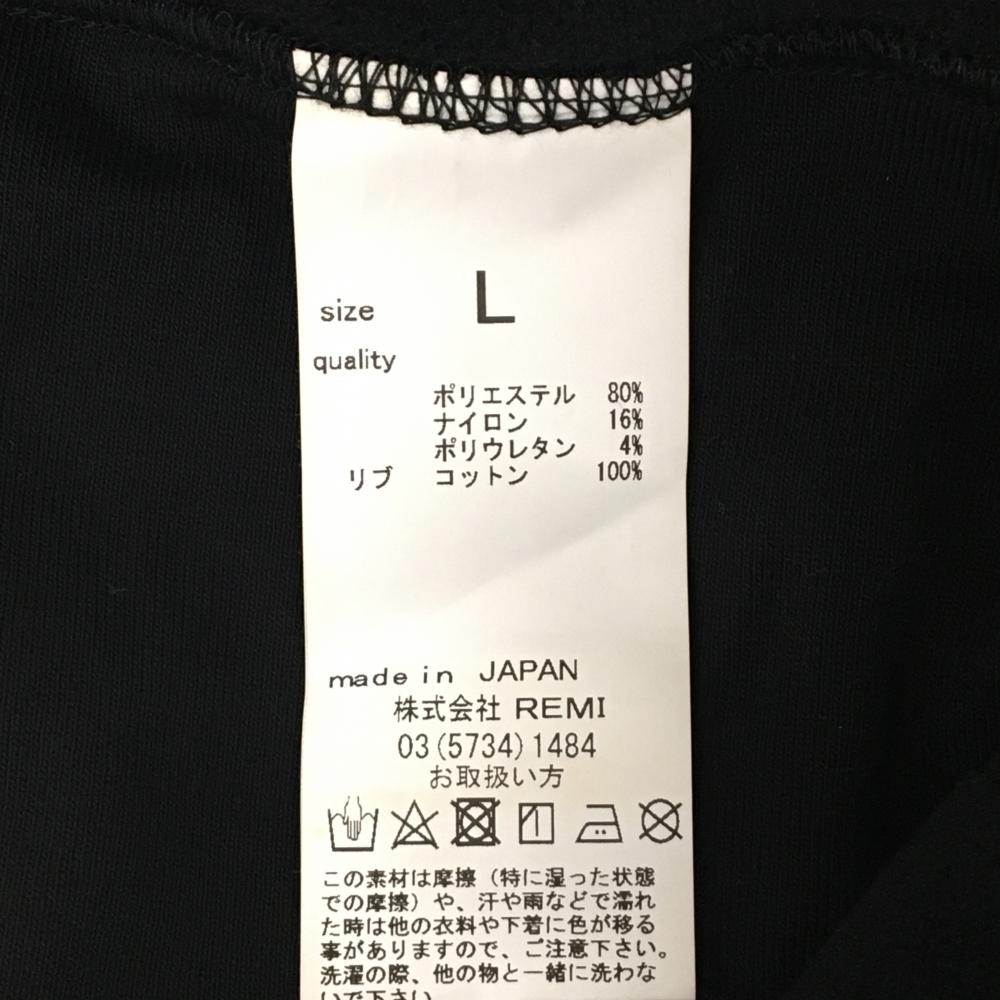 size L
quality
ポリエステル 80%
ナイロン 16%
ポリウレタン 4%
リブ コットン 100%
made in JAPAN
株式会社 REMI
03(5734)1484
お取扱い方
この素材は摩擦(特に湿った状態
での摩擦)や、汗や雨などで濡れ
た時は他の衣料や下着に色が移る
事がありますので、ご注意下さい。
洗濯の際、他の物と一緒に洗わな
いで下さい